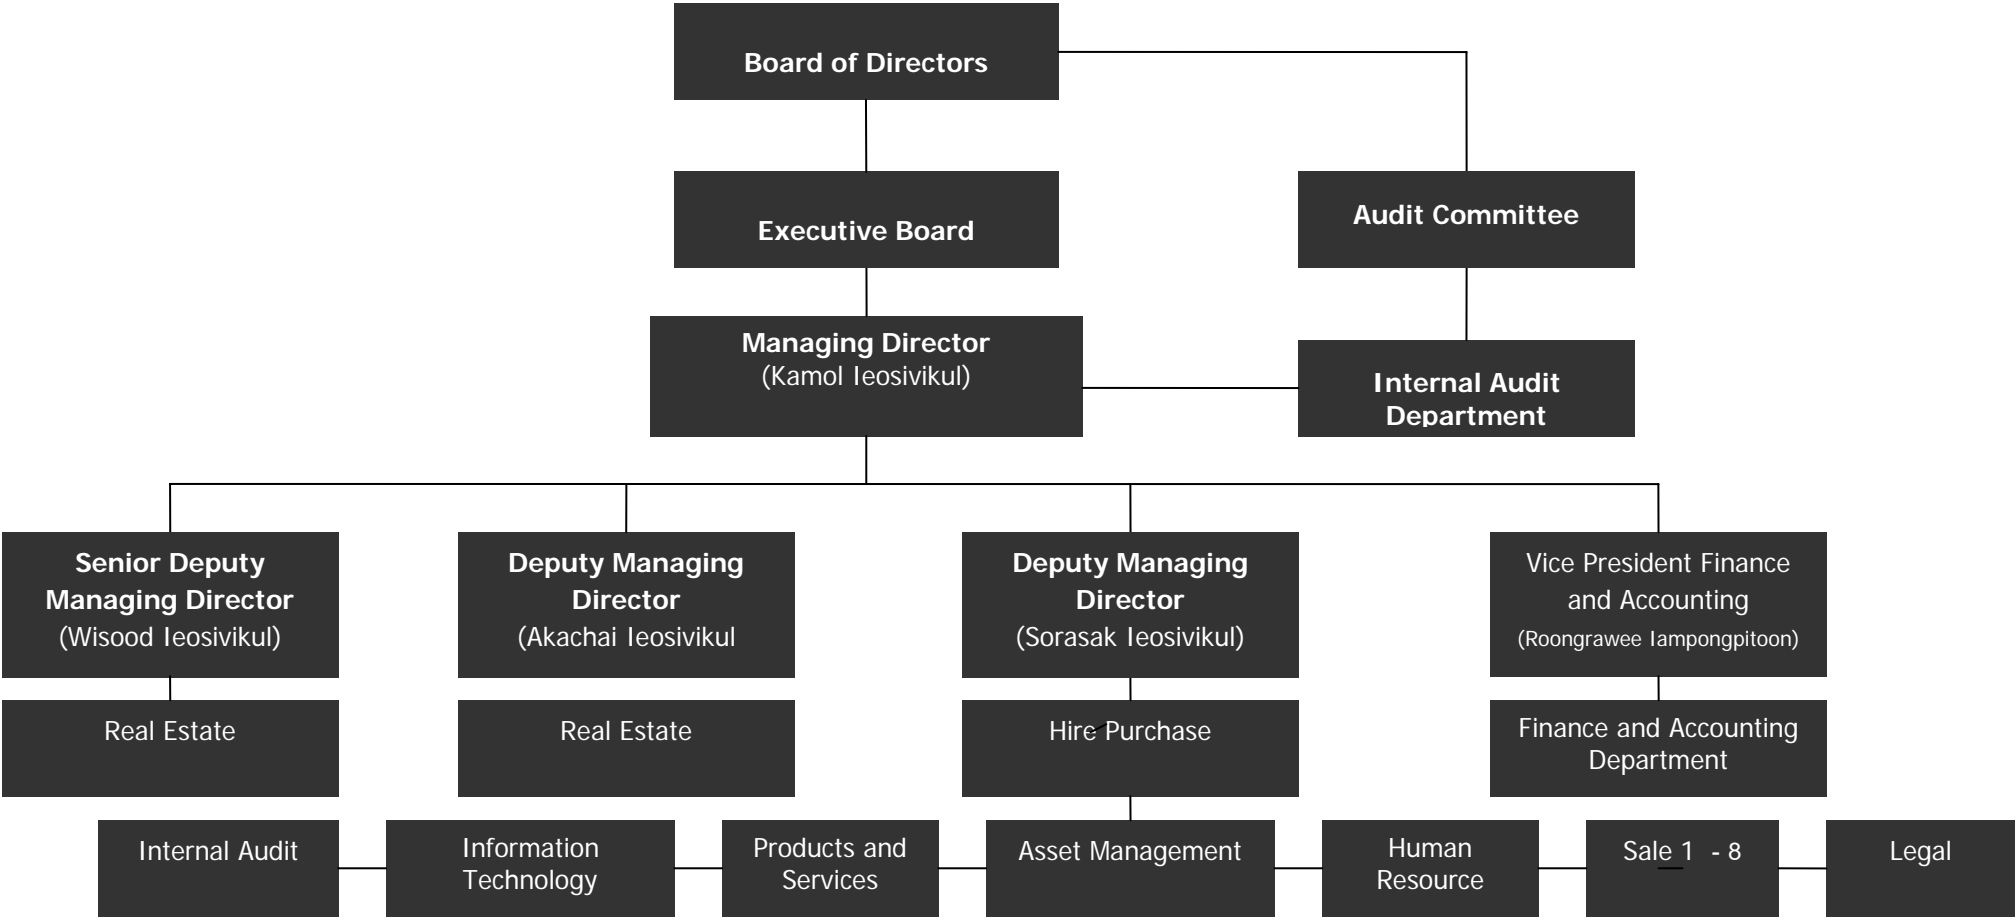 Board of Directors
Executive Board
Audit Committee
Managing Director
(Kamol Ieosivikul)
Internal Audit
Department
Senior Deputy
Managing Director
(Wisood Ieosivikul)
Deputy Managing
Director
(Akachai Ieosivikul
Deputy Managing
Director
(Sorasak Ieosivikul)
Vice President Finance
and Accounting
(Roongrawee Iampongpitoon)
Real Estate
Real Estate
Hire Purchase
Finance and Accounting
Department
Internal Audit
Information
Technology
Products and
Services
Asset Management
Human
Resource
Sale 1 - 8
Legal